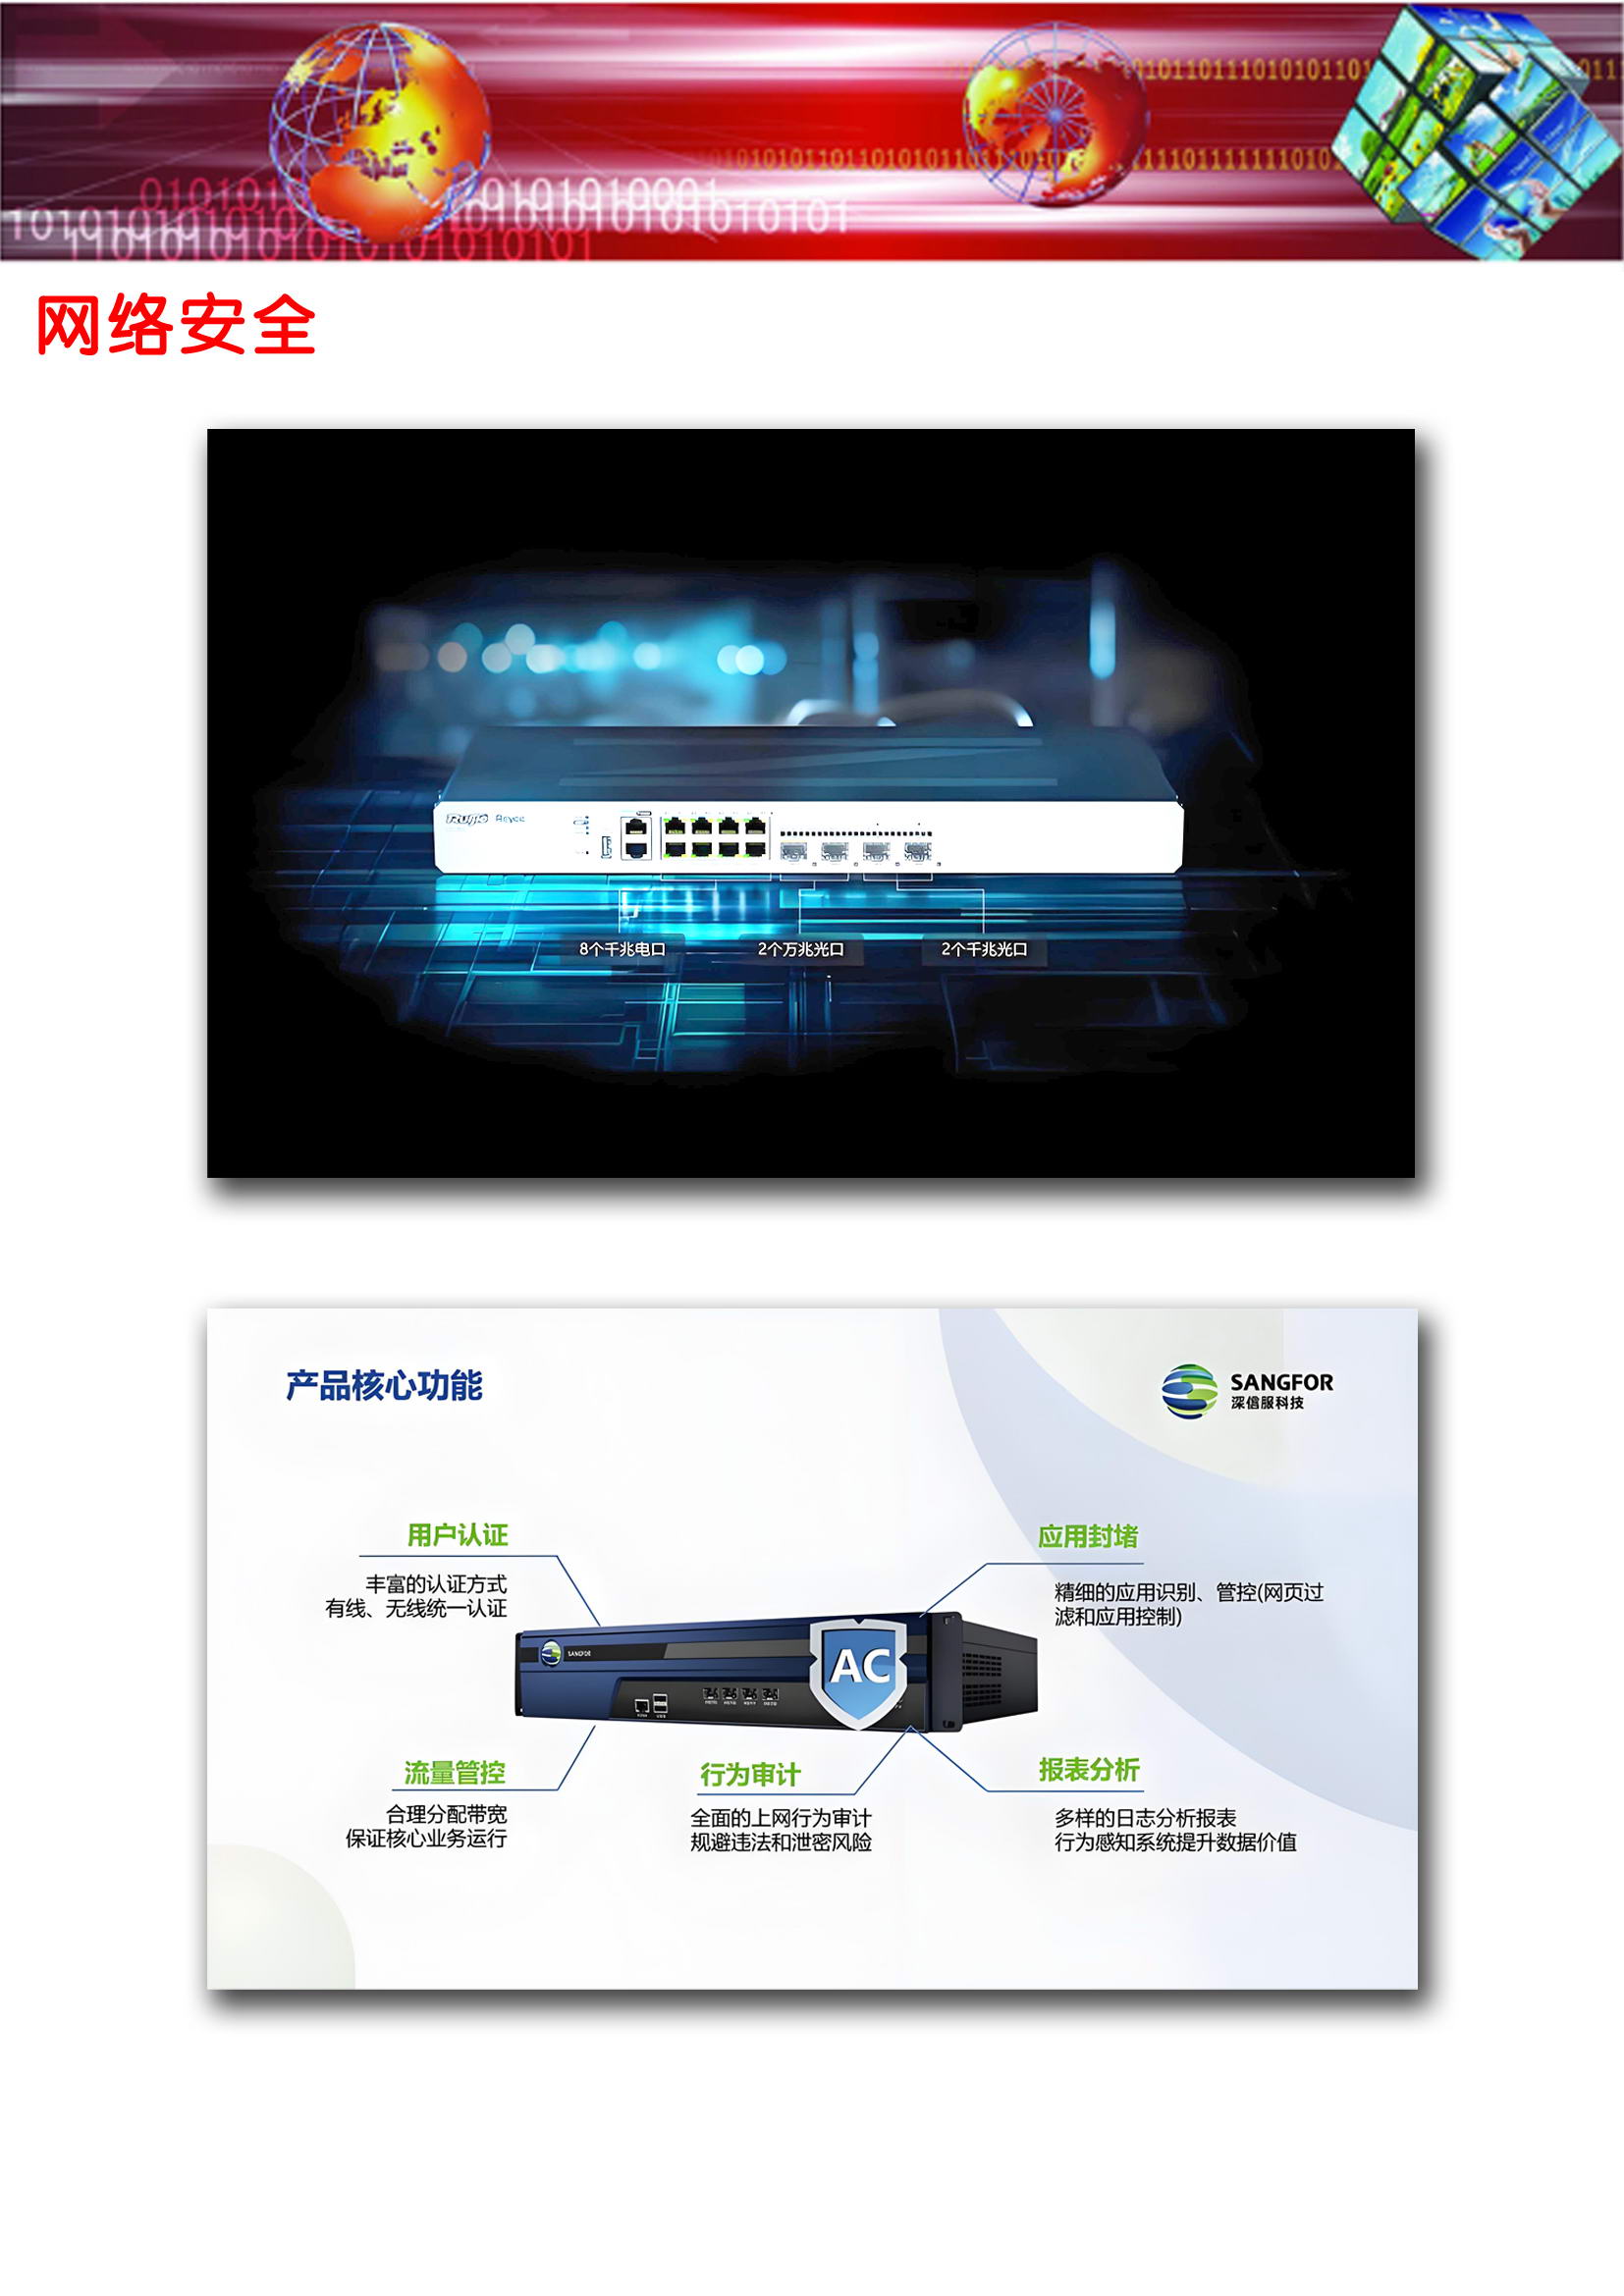 网络安全
Ruijie Reyee
8个千兆电口
2个万兆光口
2个千兆光口
产品核心功能
SANGFOR
深信服科技
用户认证
丰富的认证方式
有线、无线统一认证
应用封堵
精细的应用识别、管控(网页过
滤和应用控制)
SANGFOR
AC
流量管控
合理分配带宽
保证核心业务运行
行为审计
全面的上网行为审计
规避违法和泄密风险
报表分析
多样的日志分析报表
行为感知系统提升数据价值